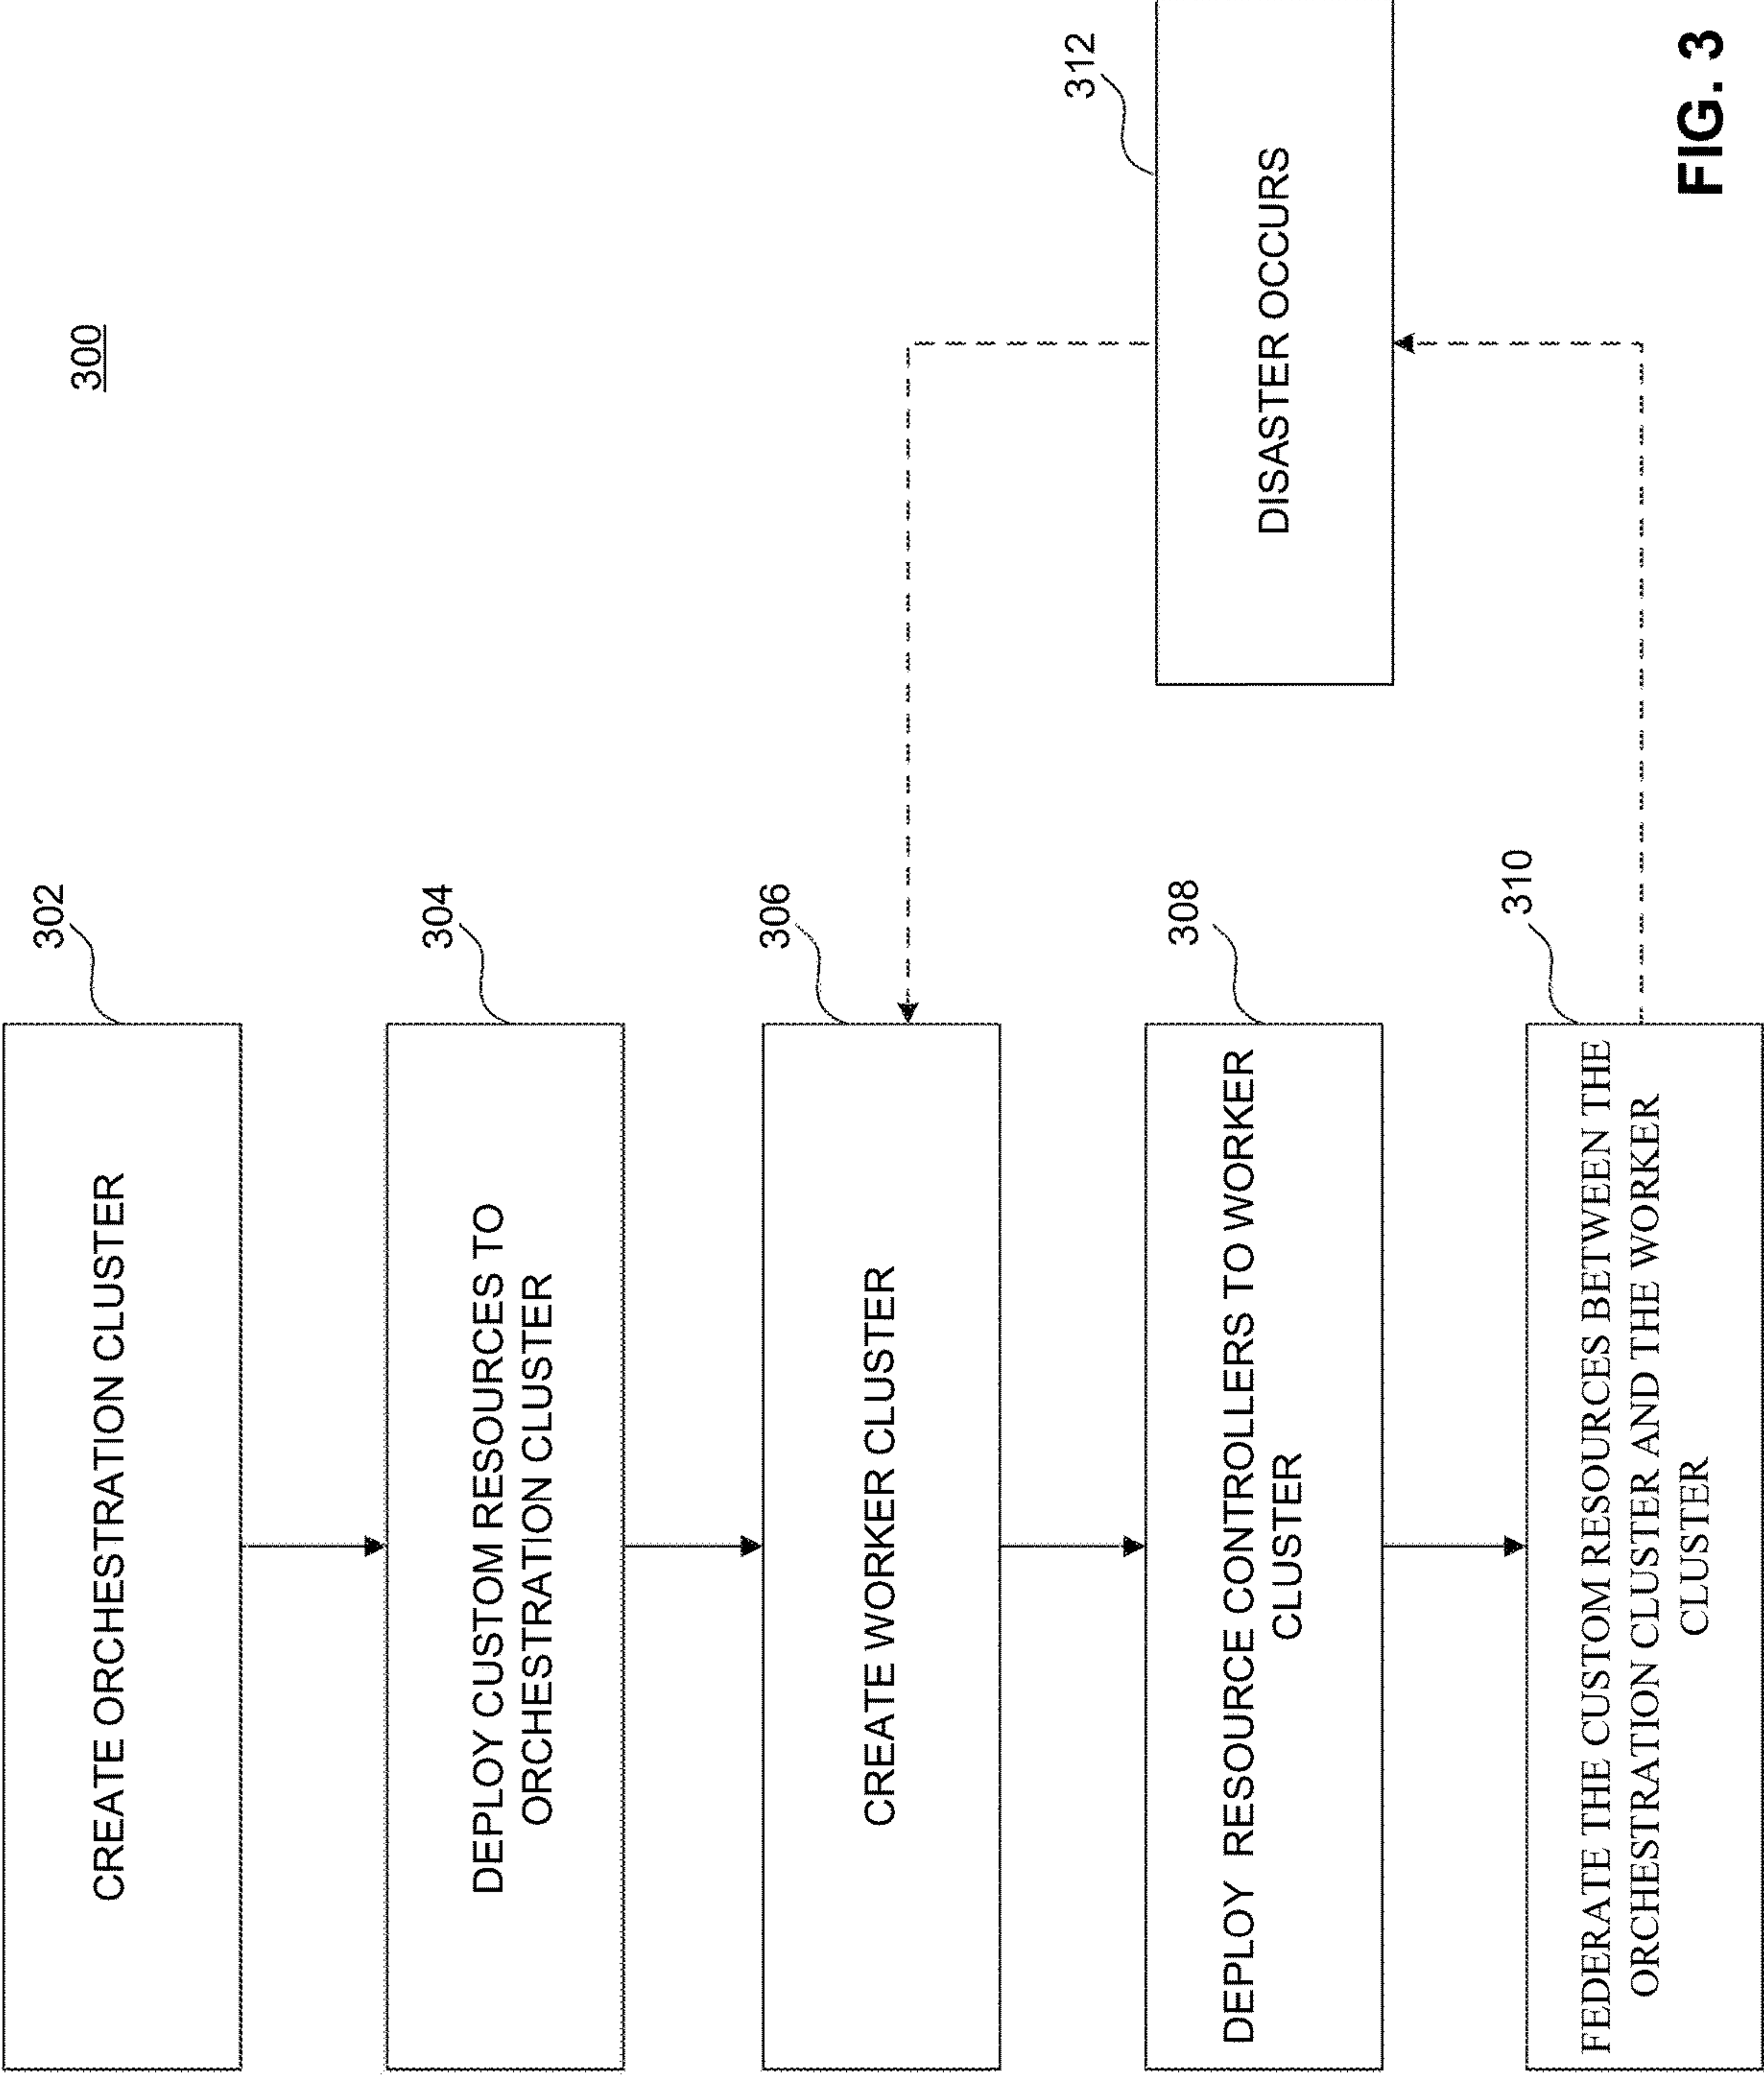 300
302
CREATE ORCHESTRATION CLUSTER
304
DEPLOY CUSTOM RESOURCES TO
ORCHESTRATION CLUSTER
306
CREATE WORKER CLUSTER
308
DEPLOY RESOURCE CONTROLLERS TO WORKER
CLUSTER
310
FEDERATE THE CUSTOM RESOURCES BETWEEN THE
ORCHESTRATION CLUSTER AND THE WORKER
CLUSTER
312
DISASTER OCCURS
FIG. 3